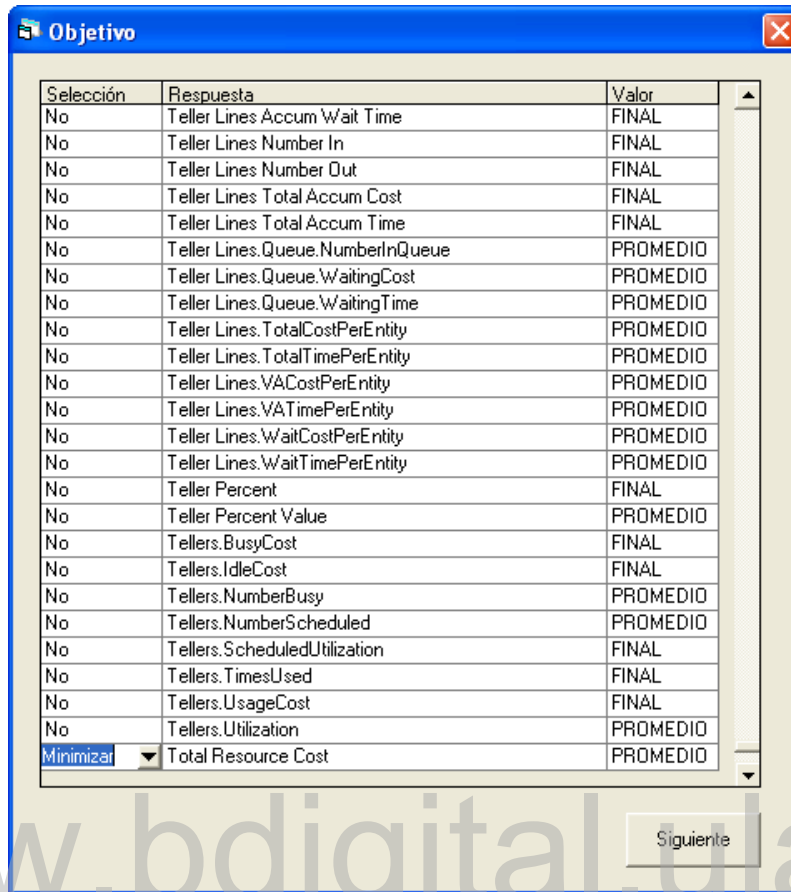 Objetivo
Selección Respuesta Valor
No Teller Lines Accum Wait Time FINAL
No Teller Lines Number In FINAL
No Teller Lines Number Out FINAL
No Teller Lines Total Accum Cost FINAL
No Teller Lines Total Accum Time FINAL
No Teller Lines.Queue.NumberInQueue PROMEDIO
No Teller Lines.Queue.WaitingCost PROMEDIO
No Teller Lines.Queue.WaitingTime PROMEDIO
No Teller Lines.TotalCostPerEntity PROMEDIO
No Teller Lines.TotalTimePerEntity PROMEDIO
No Teller Lines.VACostPerEntity PROMEDIO
No Teller Lines.VATimePerEntity PROMEDIO
No Teller Lines.WaitCostPerEntity PROMEDIO
No Teller Lines.WaitTimePerEntity PROMEDIO
No Teller Percent FINAL
No Teller Percent Value PROMEDIO
No Tellers.BusyCost FINAL
No Tellers.IdleCost FINAL
No Tellers.NumberBusy PROMEDIO
No Tellers.NumberScheduled PROMEDIO
No Tellers.ScheduledUtilization FINAL
No Tellers.TimesUsed FINAL
No Tellers.UsageCost FINAL
No Tellers.Utilization PROMEDIO
Minimizar Total Resource Cost PROMEDIO
Siguiente
w.bdigital.ula